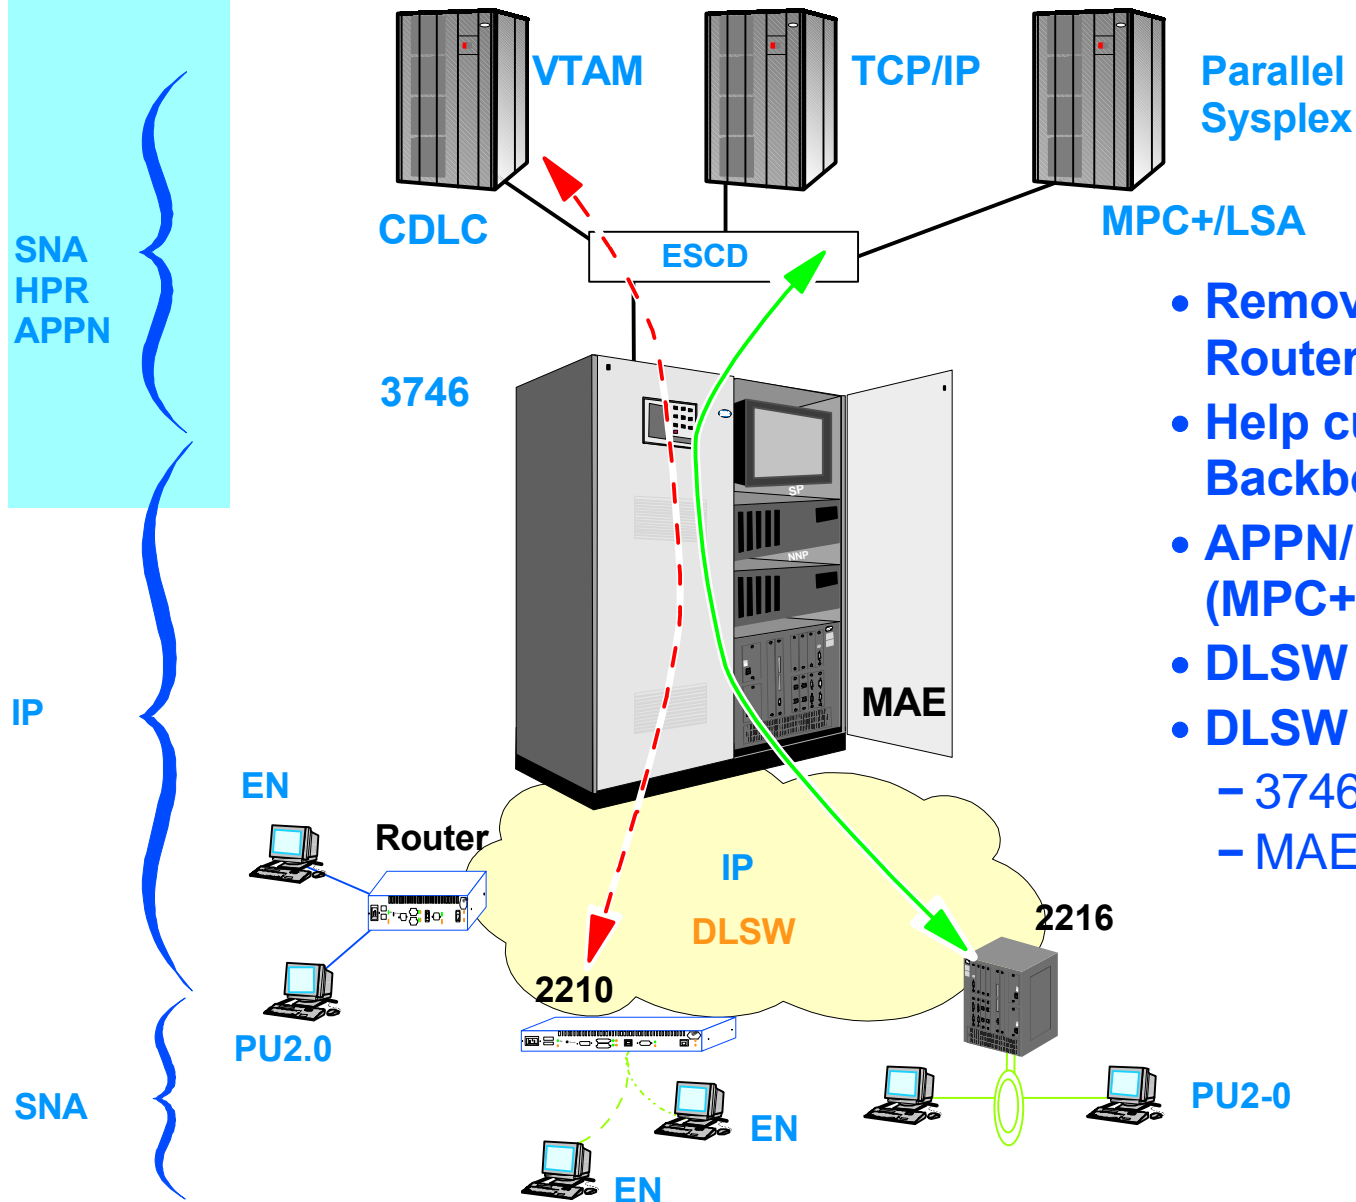 VTAM
TCP/IP
Parallel
Sysplex
CDLC
MPC+/LSA
ESCD
SNA
HPR
APPN
3746
SP
NNP
MAE
• Remov
Router
• Help cu
Backbo
• APPN/
(MPC+
• DLSW
• DLSW
– 3746
– MAE
IP
EN
Router
IP
DLSW
2216
2210
PU2.0
SNA
PU2-0
EN
EN